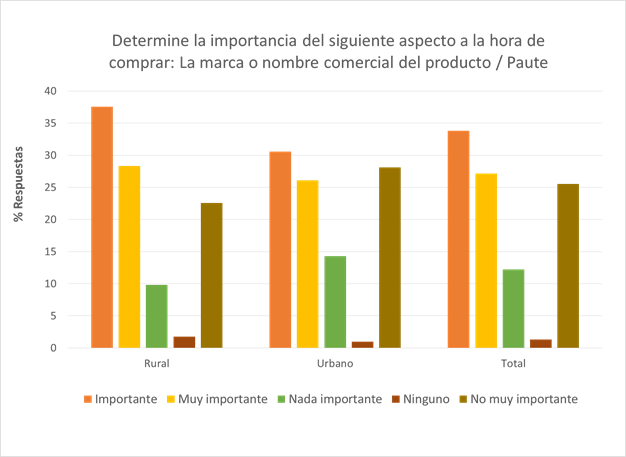 Determine la importancia del siguiente aspecto a la hora de
comprar: La marca o nombre comercial del producto / Paute
% Respuestas
40
35
30
25
20
15
10
5
0
Rural Urbano Total
Importante Muy importante Nada importante Ninguno No muy importante